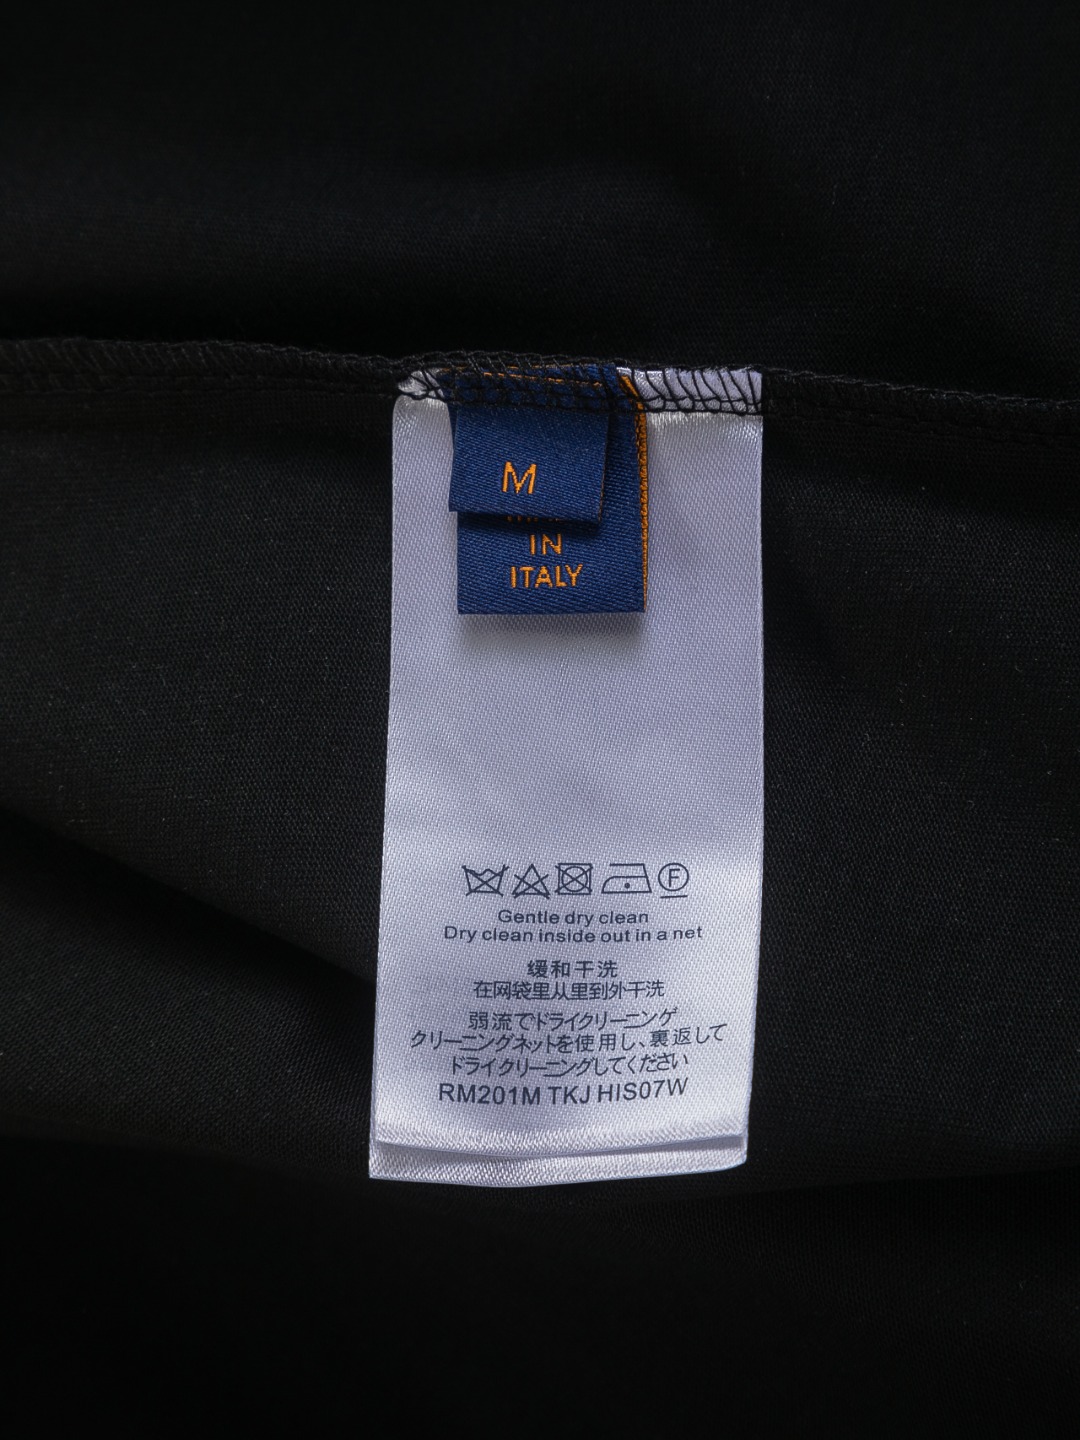 M
IN
ITALY
Gentle dry clean
Dry clean inside out in a net
缓和干洗
在网袋里从里到外干洗
弱流でドライクリーニング
クリーニングネットを使用し、裏返して
ドライクリーニングしてください
RM201M TKJ HIS07W